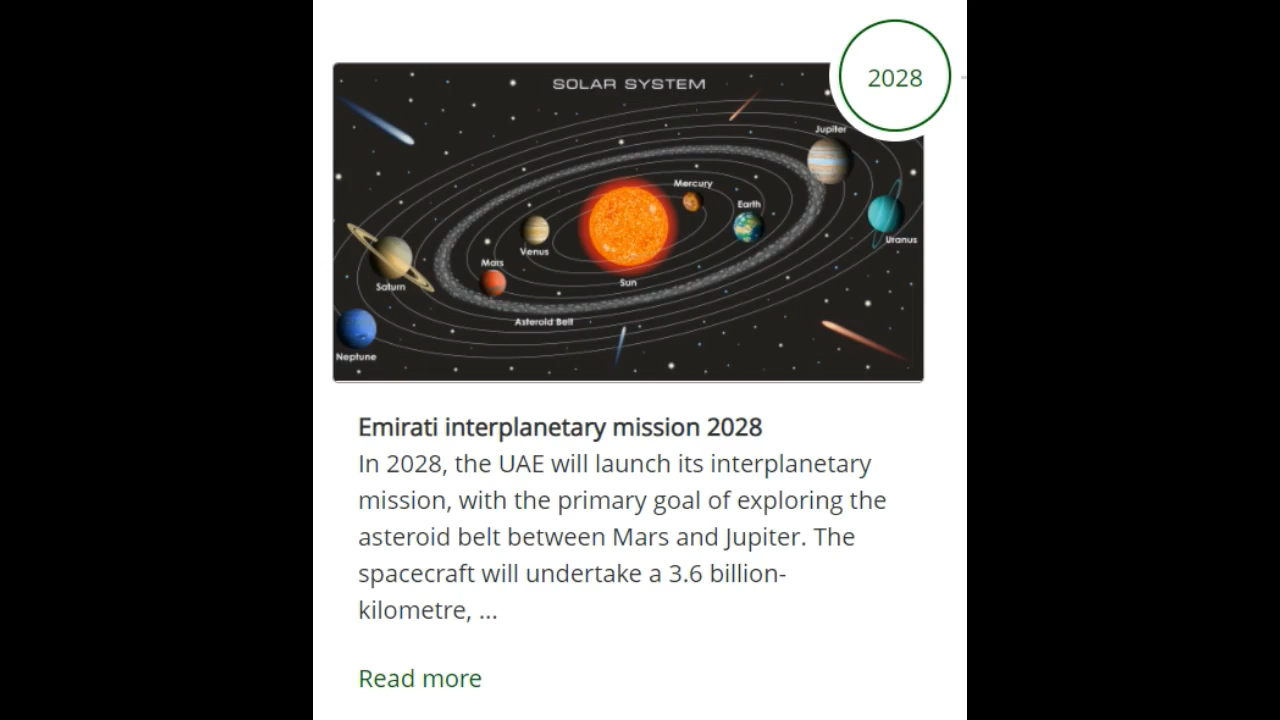 2028
SOLAR SYSTEM
Jupiter
Mercury
Earth
Uranus
Venus
Mars
Sun
Saturn
Asteroid Belt
Neptune
Emirati interplanetary mission 2028
In 2028, the UAE will launch its interplanetary
mission, with the primary goal of exploring the
asteroid belt between Mars and Jupiter. The
spacecraft will undertake a 3.6 billion-
kilometre, ...
Read more